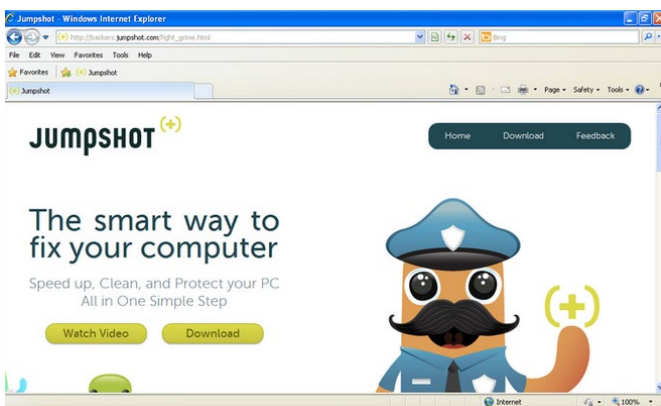 Jumpshot - Windows Internet Explorer
http://backers.jumpshot.com/fight_grime.html
Bing
File Edit View Favorites Tools Help
Favorites (+) Jumpshot
(+) Jumpshot
Page Safety Tools
JUMPSHOT (+)
Home Download Feedback
The smart way to
fix your computer
Speed up, Clean, and Protect your PC
All in One Simple Step
Watch Video Download
(+)
Internet 100%